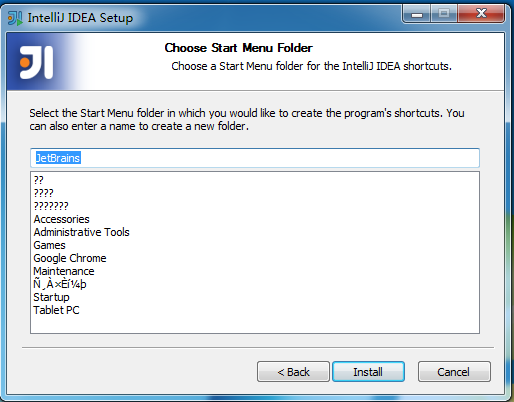 IntelliJ IDEA Setup
Choose Start Menu Folder
Choose a Start Menu folder for the IntelliJ IDEA shortcuts.
Select the Start Menu folder in which you would like to create the program's shortcuts. You
can also enter a name to create a new folder.
JetBrains
??
????
???????
Accessories
Administrative Tools
Games
Google Chrome
Maintenance
Ñ¸À×Èí¼þ
Startup
Tablet PC
< Back
Install
Cancel